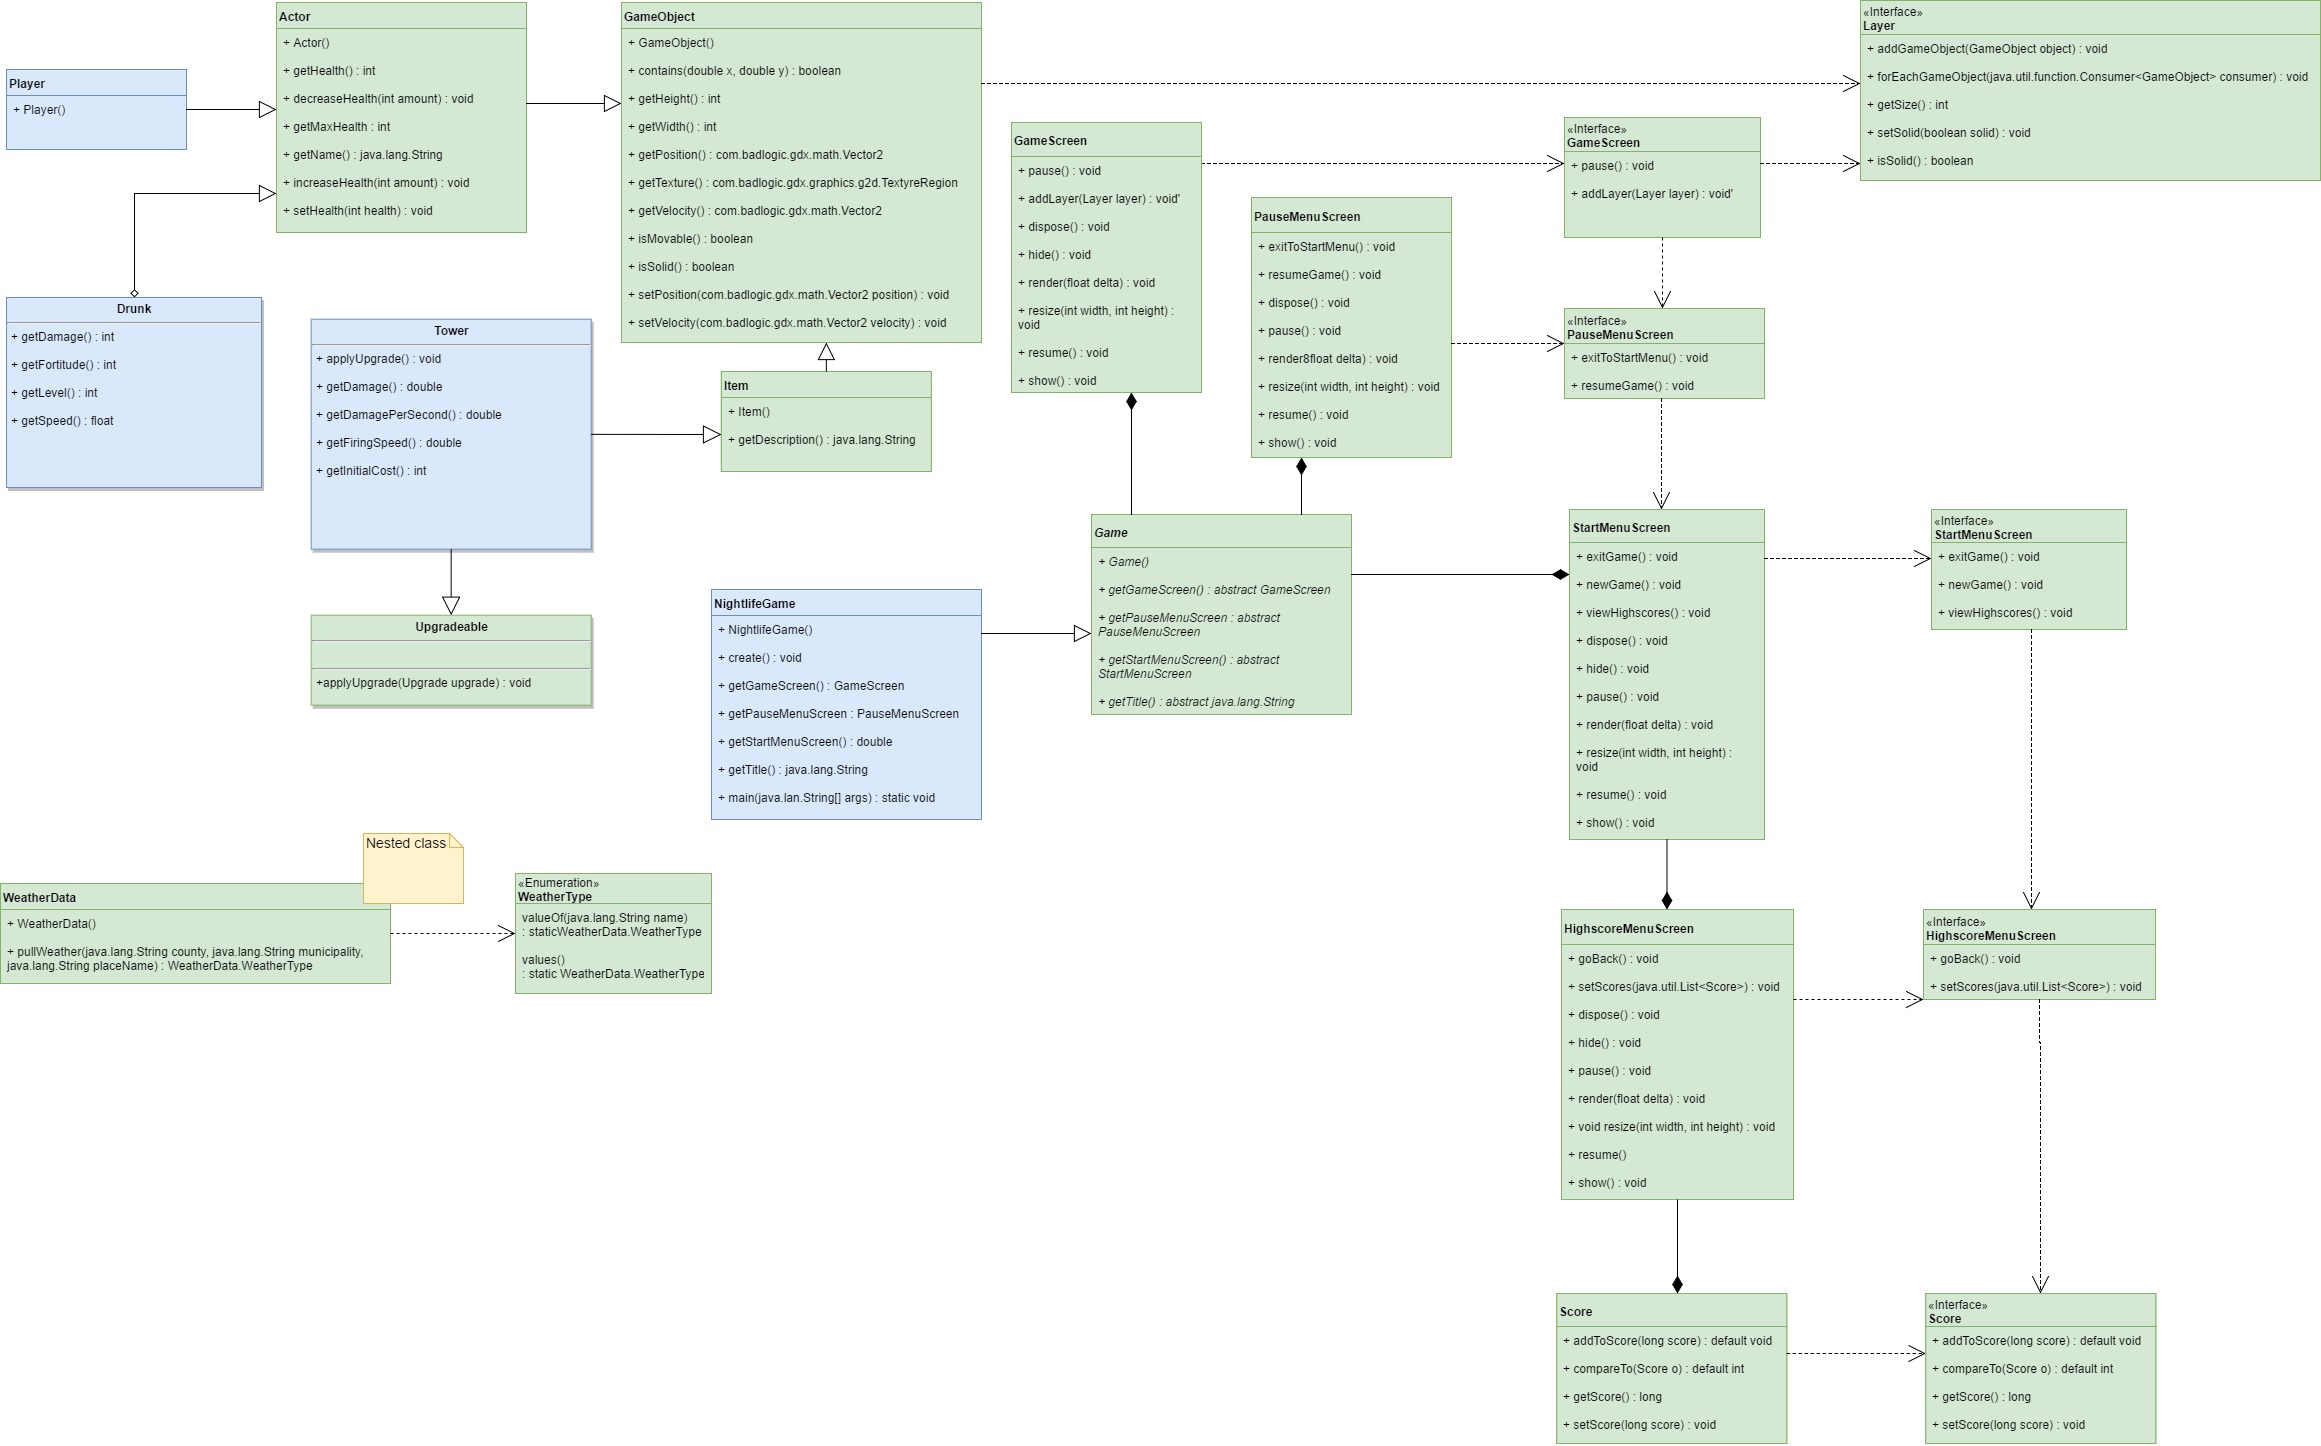 Actor
+ Actor()
+ getHealth() : int
+ decreaseHealth(int amount) : void
+ getMaxHealth : int
+ getName() : java.lang.String
+ increaseHealth(int amount) : void
+ setHealth(int health) : void
GameObject
+ GameObject()
+ contains(double x, double y) : boolean
+ getHeight() : int
+ getWidth() : int
+ getPosition() : com.badlogic.gdx.math.Vector2
+ getTexture() : com.badlogic.gdx.graphics.g2d.TextyreRegion
+ getVelocity() : com.badlogic.gdx.math.Vector2
+ isMovable() : boolean
+ isSolid() : boolean
+ setPosition(com.badlogic.gdx.math.Vector2 position) : void
+ setVelocity(com.badlogic.gdx.math.Vector2 velocity) : void
«Interface»
Layer
+ addGameObject(GameObject object) : void
+ forEachGameObject(java.util.function.Consumer<GameObject> consumer) : void
+ getSize() : int
+ setSolid(boolean solid) : void
+ isSolid() : boolean
Player
+ Player()
GameScreen
+ pause() : void
+ addLayer(Layer layer) : void'
+ dispose() : void
+ hide() : void
+ render(float delta) : void
+ resize(int width, int height) :
void
+ resume() : void
+ show() : void
«Interface»
GameScreen
+ pause() : void
+ addLayer(Layer layer) : void'
PauseMenuScreen
+ exitToStartMenu() : void
+ resumeGame() : void
+ dispose() : void
+ pause() : void
+ render8float delta) : void
+ resize(int width, int height) : void
+ resume() : void
+ show() : void
«Interface»
PauseMenuScreen
+ exitToStartMenu() : void
+ resumeGame() : void
Drunk
+ getDamage() : int
+ getFortitude() : int
+ getLevel() : int
+ getSpeed() : float
Tower
+ applyUpgrade() : void
+ getDamage() : double
+ getDamagePerSecond() : double
+ getFiringSpeed() : double
+ getInitialCost() : int
Item
+ Item()
+ getDescription() : java.lang.String
Upgradeable
+applyUpgrade(Upgrade upgrade) : void
NightlifeGame
+ NightlifeGame()
+ create() : void
+ getGameScreen() : GameScreen
+ getPauseMenuScreen : PauseMenuScreen
+ getStartMenuScreen() : double
+ getTitle() : java.lang.String
+ main(java.lan.String[] args) : static void
Game
+ Game()
+ getGameScreen() : abstract GameScreen
+ getPauseMenuScreen : abstract
PauseMenuScreen
+ getStartMenuScreen() : abstract
StartMenuScreen
+ getTitle() : abstract java.lang.String
StartMenuScreen
+ exitGame() : void
+ newGame() : void
+ viewHighscores() : void
+ dispose() : void
+ hide() : void
+ pause() : void
+ render(float delta) : void
+ resize(int width, int height) :
void
+ resume() : void
+ show() : void
«Interface»
StartMenuScreen
+ exitGame() : void
+ newGame() : void
+ viewHighscores() : void
Nested class
WeatherData
+ WeatherData()
+ pullWeather(java.lang.String county, java.lang.String municipality,
java.lang.String placeName) : WeatherData.WeatherType
«Enumeration»
WeatherType
valueOf(java.lang.String name)
: staticWeatherData.WeatherType
values()
: static WeatherData.WeatherType
HighscoreMenuScreen
+ goBack() : void
+ setScores(java.util.List<Score>) : void
+ dispose() : void
+ hide() : void
+ pause() : void
+ render(float delta) : void
+ void resize(int width, int height) : void
+ resume()
+ show() : void
«Interface»
HighscoreMenuScreen
+ goBack() : void
+ setScores(java.util.List<Score>) : void
Score
+ addToScore(long score) : default void
+ compareTo(Score o) : default int
+ getScore() : long
+ setScore(long score) : void
«Interface»
Score
+ addToScore(long score) : default void
+ compareTo(Score o) : default int
+ getScore() : long
+ setScore(long score) : void